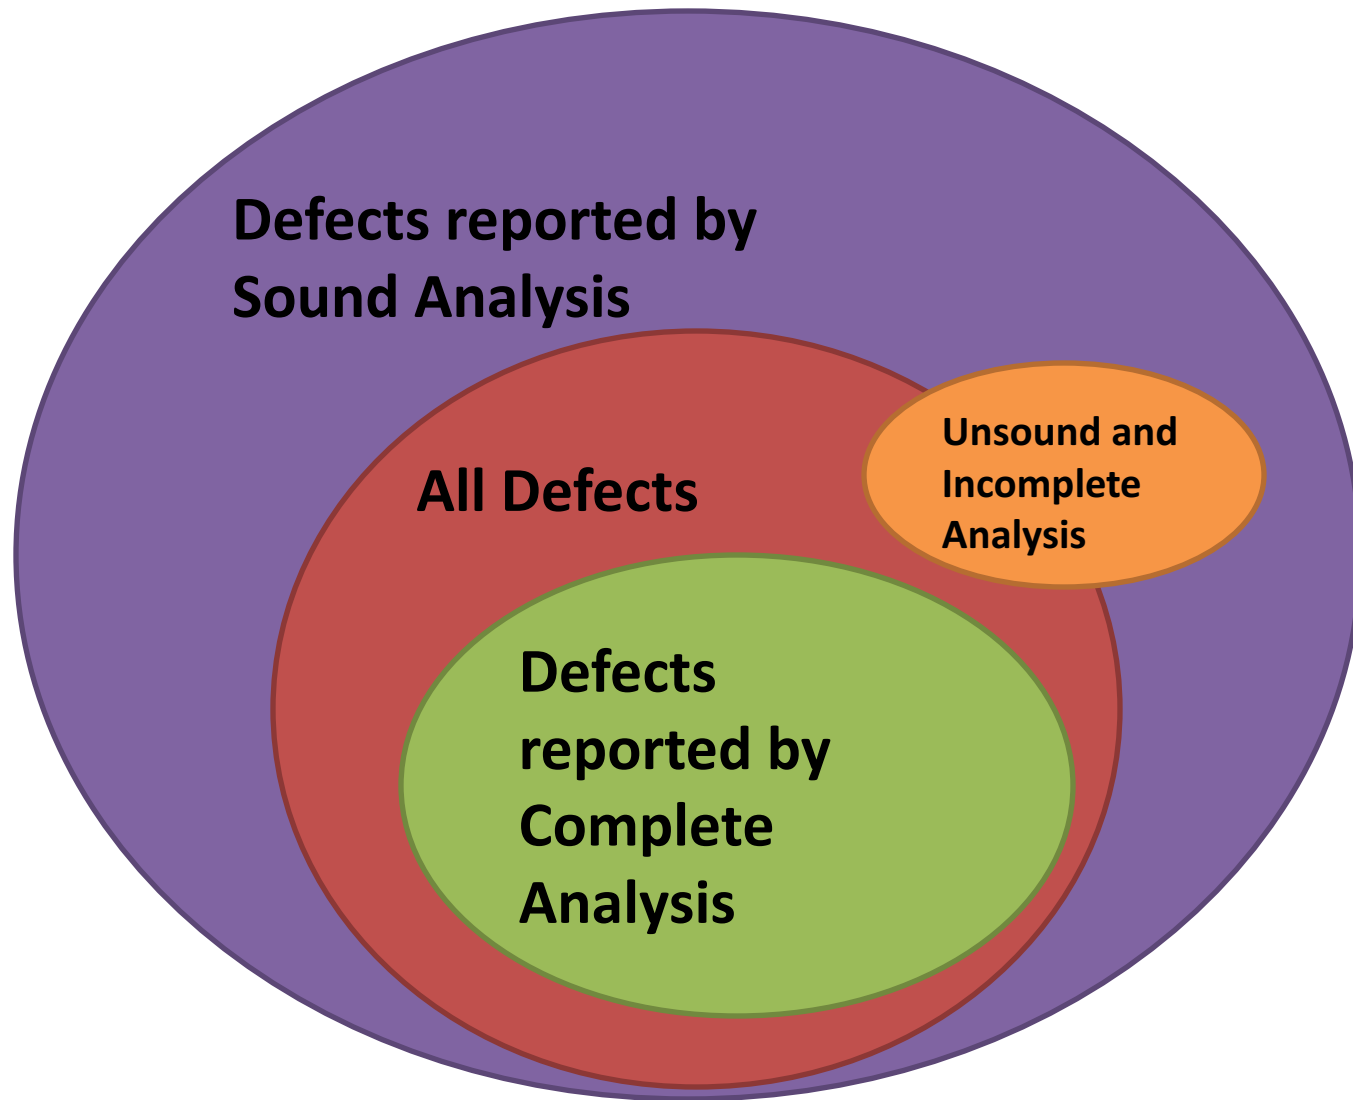 Defects reported by
Sound Analysis
All Defects
Unsound and
Incomplete
Analysis
Defects
reported by
Complete
Analysis